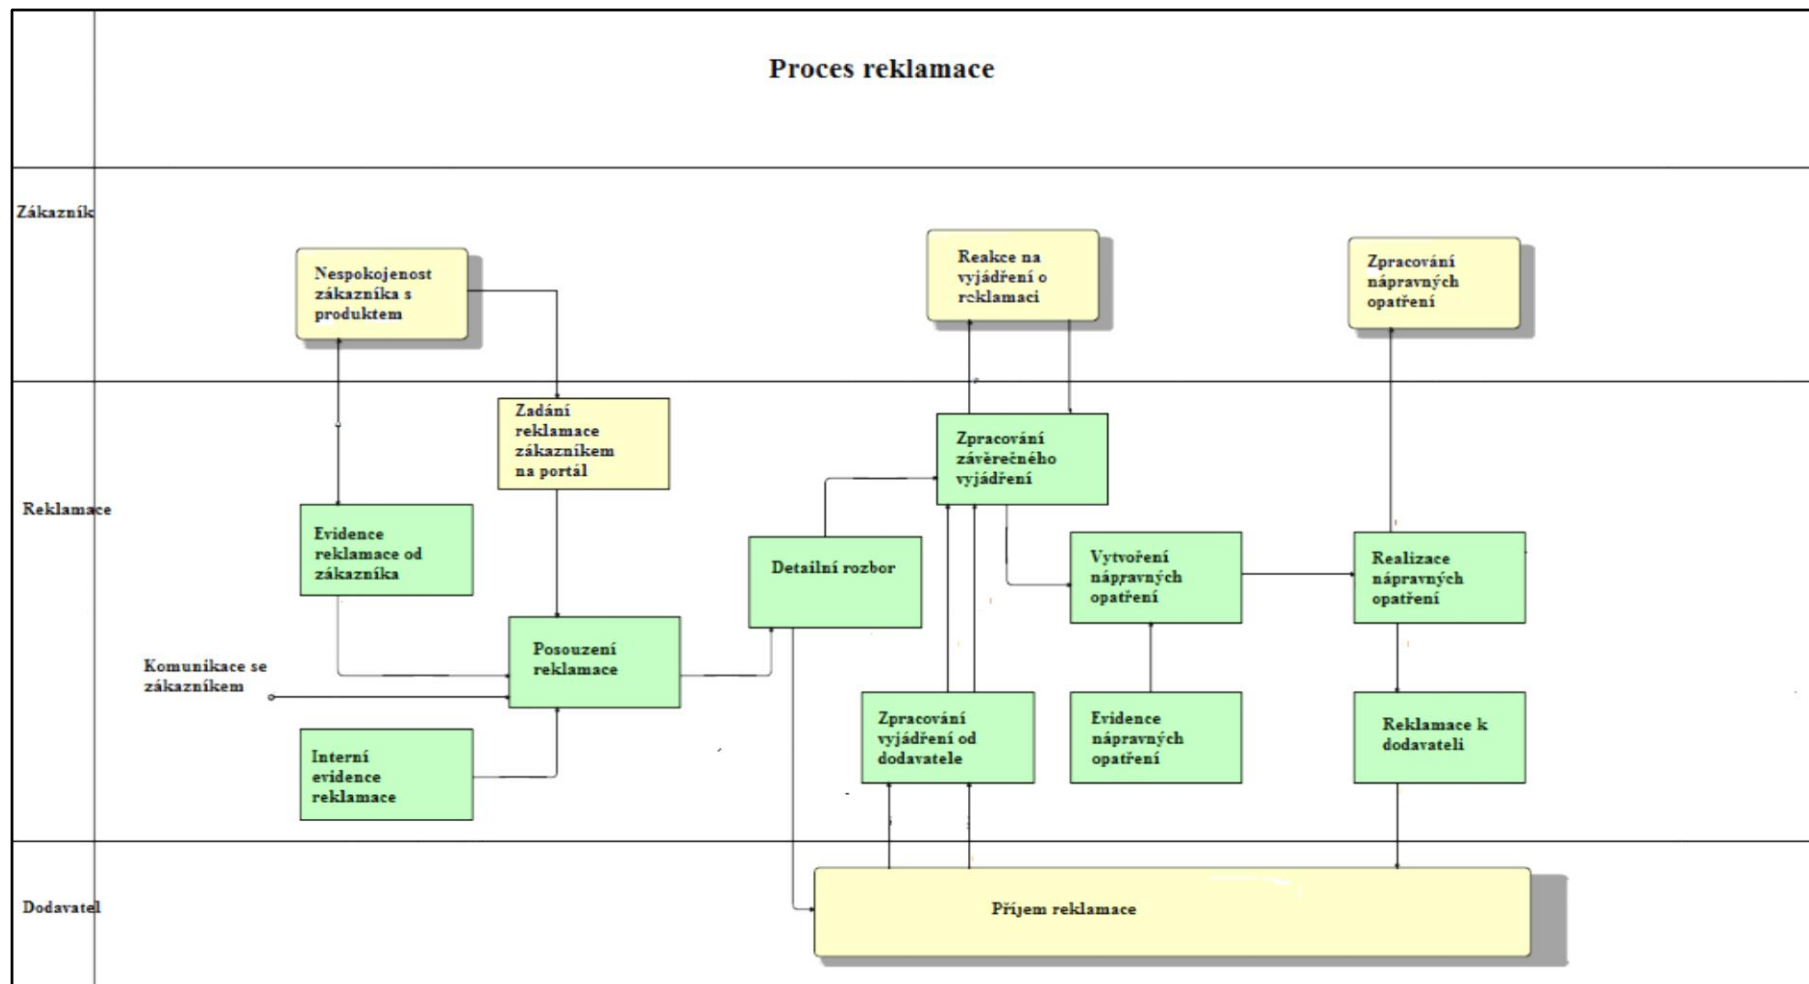 Proces reklamace
Zákazník
Nespokojenost
zákazníka s
produktem
Reakce na
vyjádření o
reklamaci
Zpracování
nápravných
opatření
Reklamace
Zadání
reklamace
zákazníkem
na portál
Evidence
reklamace od
zákazníka
Zpracování
závěrečného
vyjádření
Detailní rozbor
Vytvoření
nápravných
opatření
Realizace
nápravných
opatření
Posouzení
reklamace
Komunikace se
zákazníkem
Interní
evidence
reklamace
Zpracování
vyjádření od
dodavatele
Evidence
nápravných
opatření
Reklamace k
dodavateli
Dodavatel
Příjem reklamace